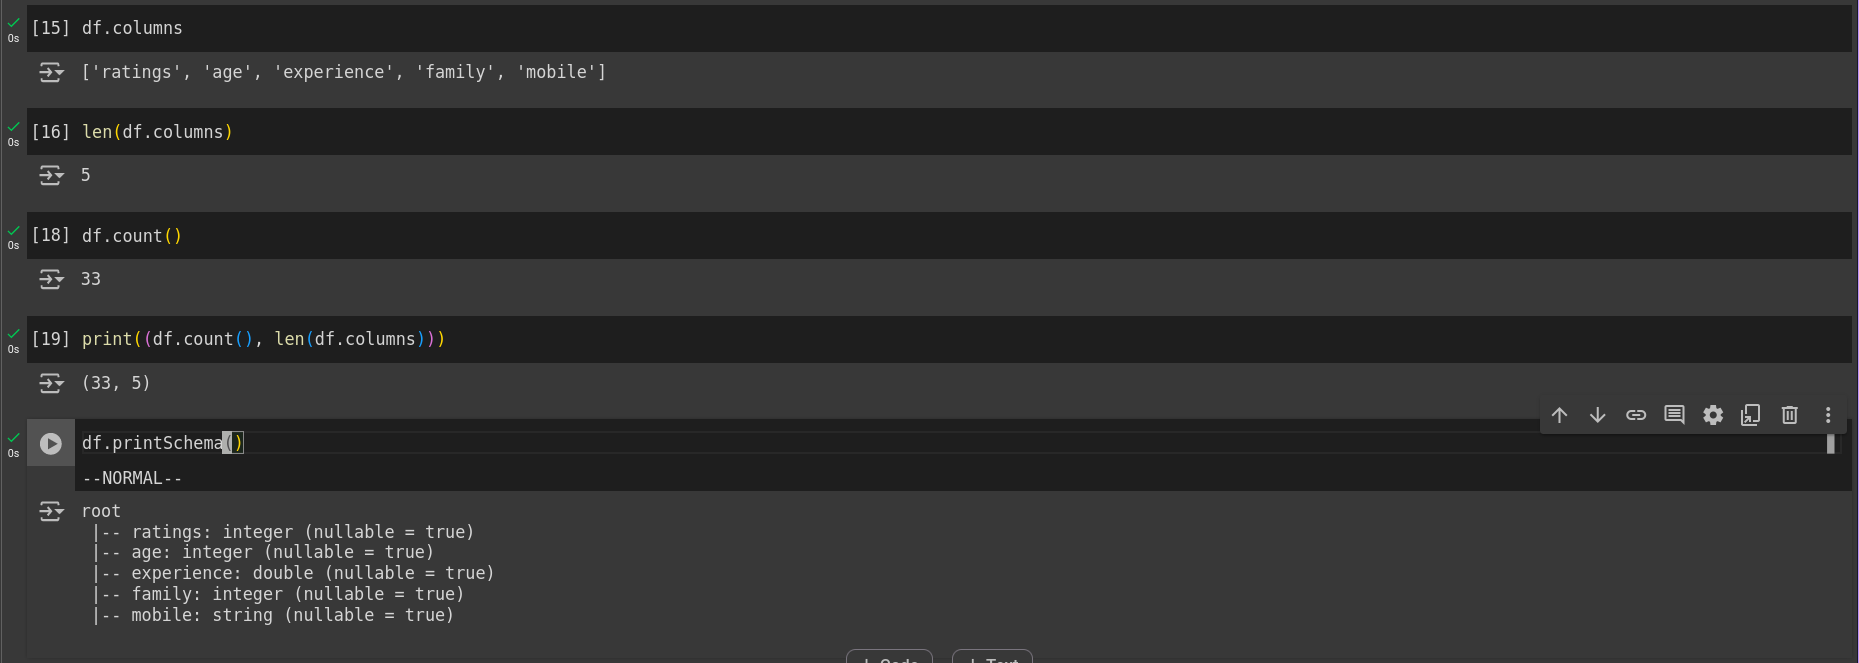 [15] df.columns
0s
['ratings', 'age', 'experience', 'family', 'mobile']
[16] len(df.columns)
0s
5
[18] df.count()
0s
33
[19] print((df.count(), len(df.columns)))
0s
(33, 5)
df.printSchema()
0s
--NORMAL--
root
 |-- ratings: integer (nullable = true)
 |-- age: integer (nullable = true)
 |-- experience: double (nullable = true)
 |-- family: integer (nullable = true)
 |-- mobile: string (nullable = true)